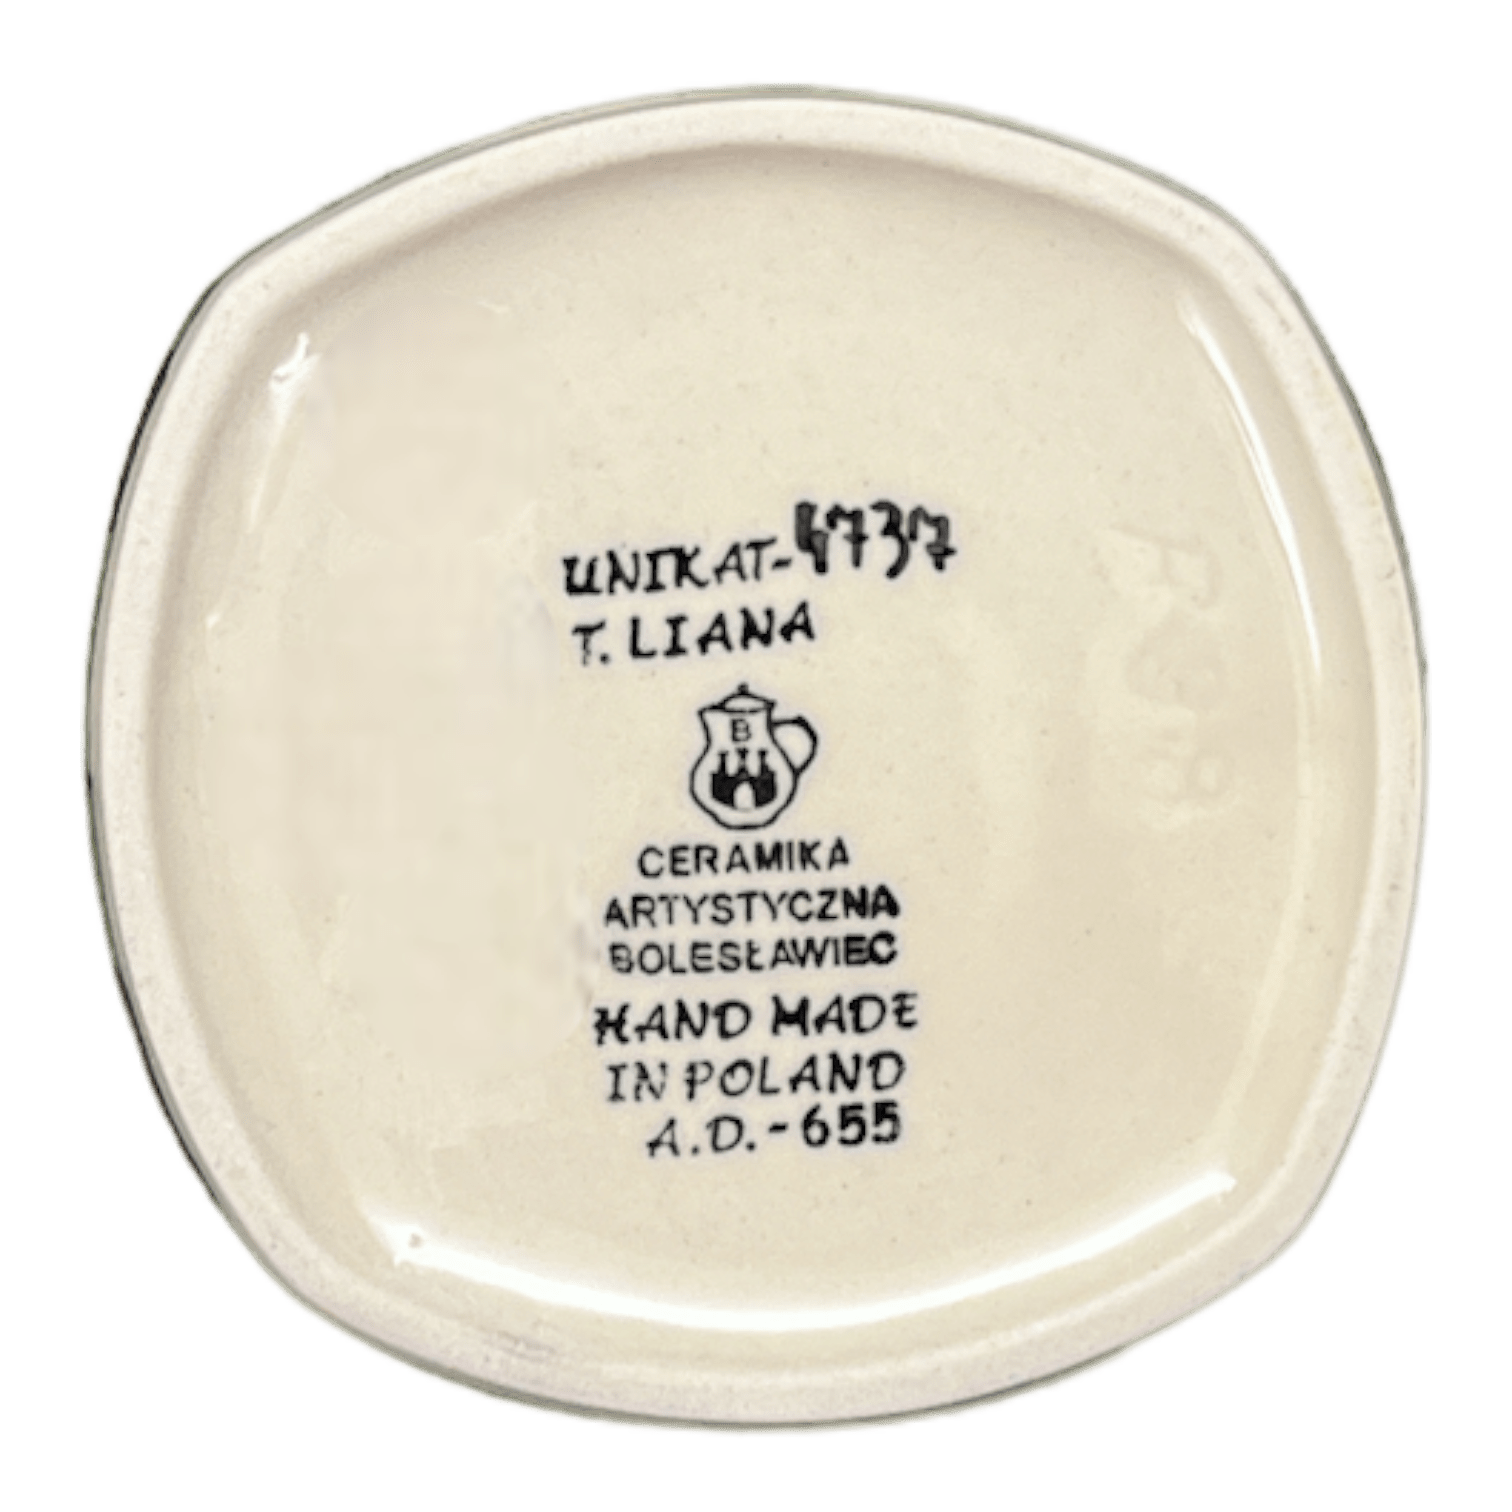 UNIKAT-4737
T. LIANA
B
CERAMIKA
ARTYSTYCZNA
BOLESŁAWIEC
HAND MADE
IN POLAND
A.D.-655